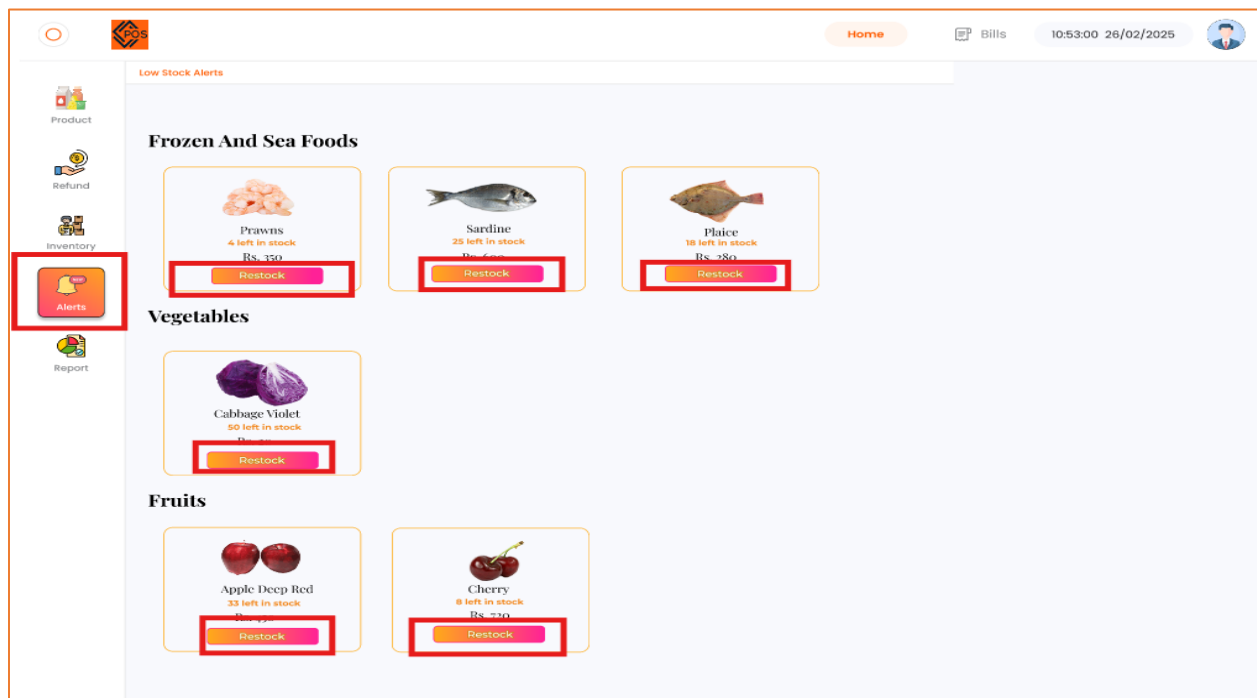 POS
Home
Bills
10:53:00 26/02/2025
Low Stock Alerts
Product
Refund
Inventory
Alerts
Report
Frozen And Sea Foods
Prawns
4 left in stock
Rs. 350
Restock
Sardine
25 left in stock
Restock
Plaice
18 left in stock
Rs. 280
Restock
Vegetables
Cabbage Violet
50 left in stock
Restock
Fruits
Apple Deep Red
33 left in stock
Restock
Cherry
8 left in stock
Rs. 720
Restock